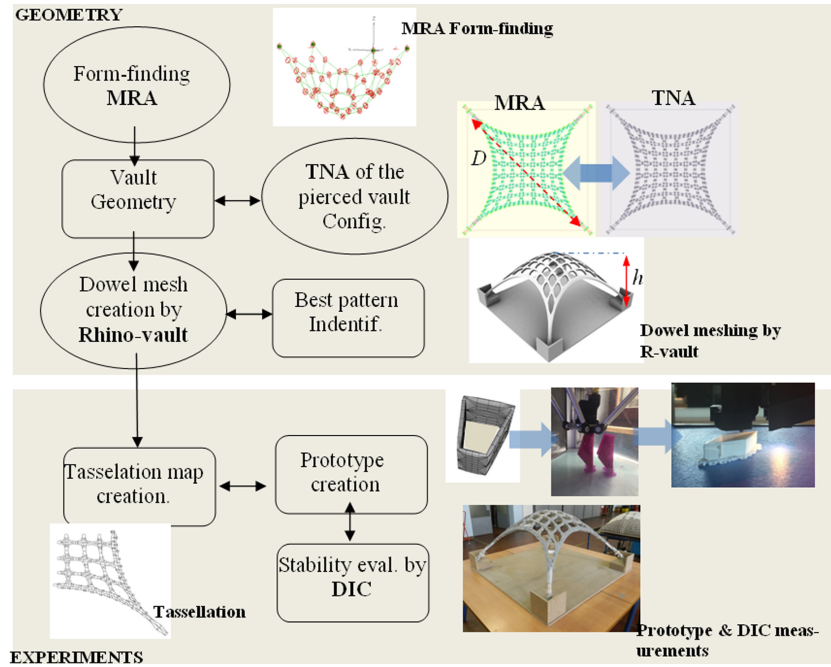 GEOMETRY
Form-finding
MRA
MRA Form-finding
MRA
TNA
D
Vault
Geometry
TNA of the
pierced vault
Config.
Dowel mesh
creation by
Rhino-vault
Best pattern
Indentif.
h
Dowel meshing by
R-vault
Tasselation map
creation.
Prototype
creation
Stability eval. by
DIC
Tassellation
Prototype & DIC meas-
urements
EXPERIMENTS